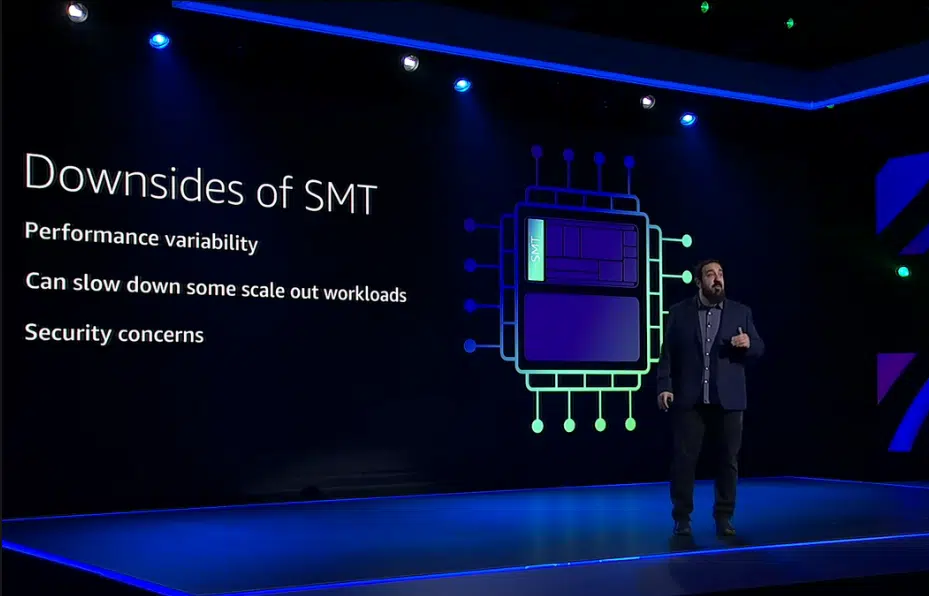 Downsides of SMT
Performance variability
Can slow down some scale out workloads
Security concerns
SMT